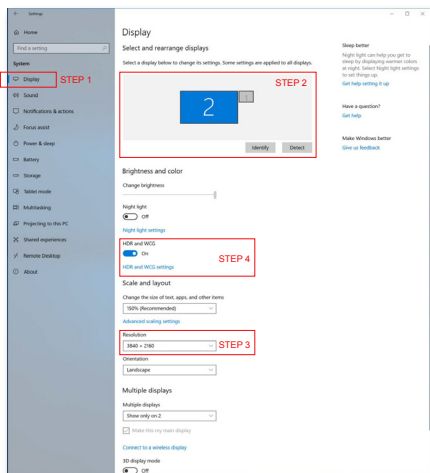 Settings
Home
Find a setting
System
Display
STEP 1
Sound
Notifications & actions
Focus assist
Power & sleep
Battery
Storage
Tablet mode
Multitasking
Projecting to this PC
Shared experiences
Remote Desktop
About
Display
Select and rearrange displays
Select a display below to change its settings. Some settings are applied to all displays.
STEP 2
2
1
Identify Detect
Brightness and color
Change brightness
Night light
Off
Night light settings
HDR and WCG
On
STEP 4
HDR and WCG settings
Scale and layout
Change the size of text, apps, and other items
150% (Recommended)
Advanced scaling settings
Resolution
3840 × 2160
STEP 3
Orientation
Landscape
Multiple displays
Multiple displays
Show only on 2
Make this my main display
Connect to a wireless display
3D display mode
Off
Sleep better
Night light can help you get to
sleep by displaying warmer colors
at night. Select Night light settings
to set things up.
Get help setting it up
Have a question?
Get help
Make Windows better
Give us feedback